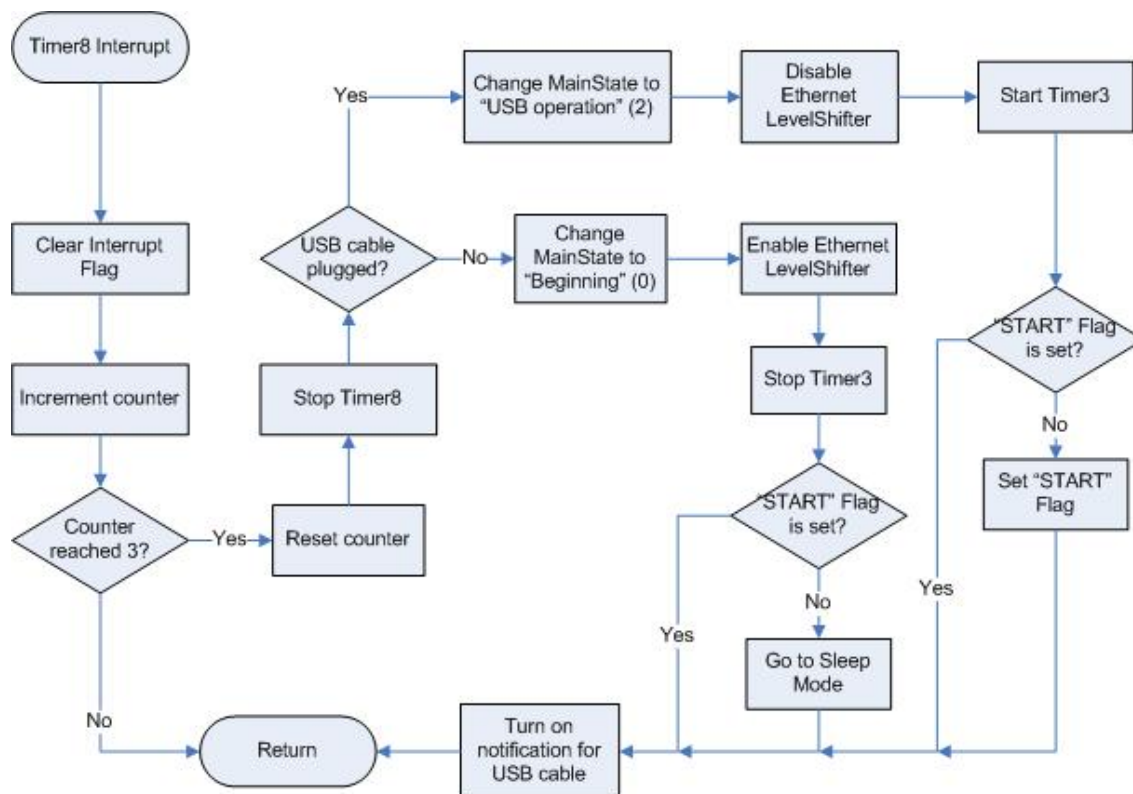 Timer8 Interrupt
Clear Interrupt
Flag
Increment counter
Counter
reached 3?
Yes
No
Reset counter
Stop Timer8
USB cable
plugged?
Yes
Change MainState to
“USB operation” (2)
Disable
Ethernet
LevelShifter
Start Timer3
“START” Flag
is set?
No
Set “START”
Flag
Yes
No
Change
MainState to
“Beginning” (0)
Enable Ethernet
LevelShifter
Stop Timer3
“START” Flag
is set?
No
Yes
Go to Sleep
Mode
Turn on
notification for
USB cable
Return